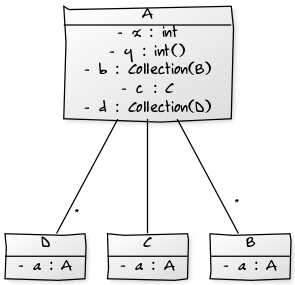 A
- x : int
- y : int()
- b : Collection(B)
- c : C
- d : Collection(D)
*
*
D
C
B
- a : A
- a : A
- a : A